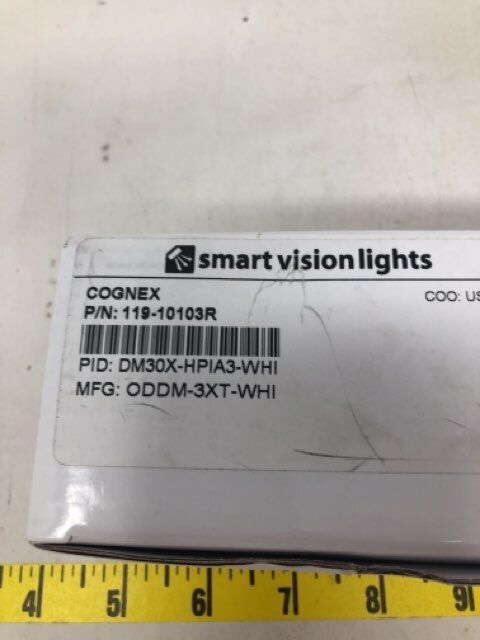 smart vision lights
COGNEX
COO: US
P/N: 119-10103R
PID: DM30X-HPIA3-WHI
MFG: ODDM-3XT-WHI
4 5 6 7 8 9